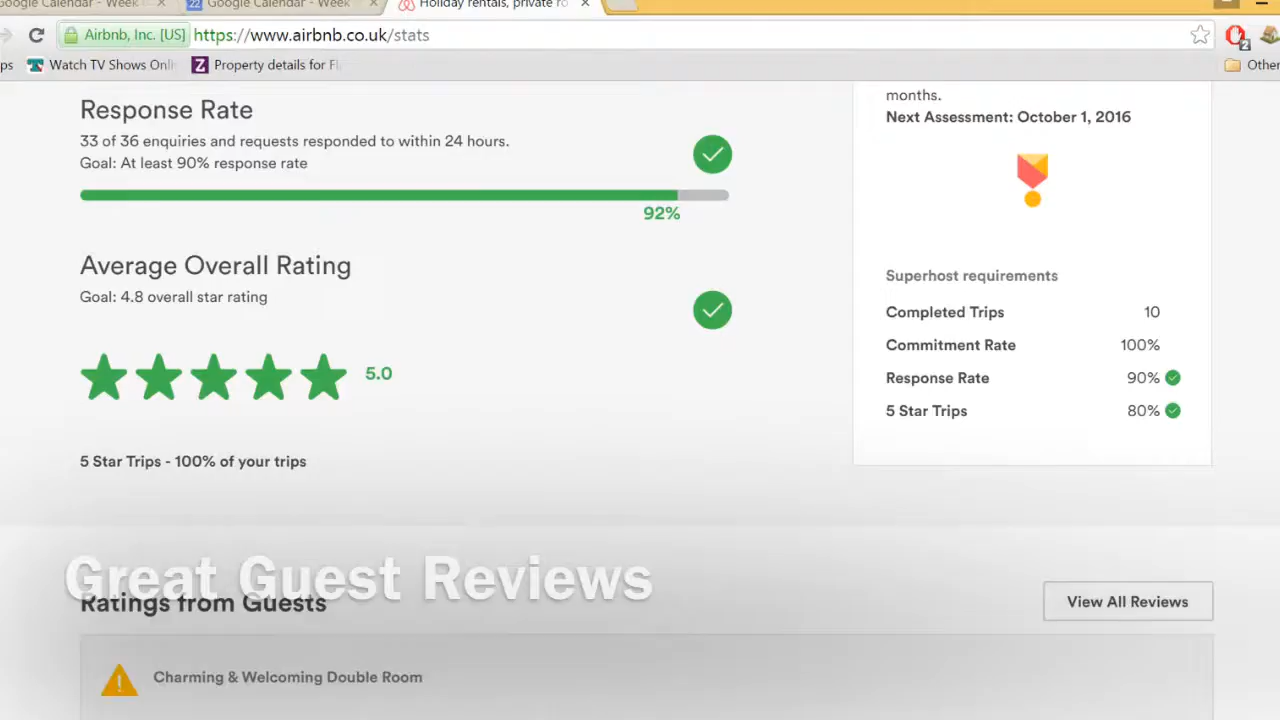 Google Calendar - Week
Google Calendar - Week
Holiday rentals, private ro
Airbnb, Inc. [US]
https://www.airbnb.co.uk/stats
2
ps
Watch TV Shows Onli
Z
Property details for Fl
Other
Response Rate
33 of 36 enquiries and requests responded to within 24 hours.
Goal: At least 90% response rate
92%
Average Overall Rating
Goal: 4.8 overall star rating
5.0
5 Star Trips - 100% of your trips
months.
Next Assessment: October 1, 2016
Superhost requirements
Completed Trips 10
Commitment Rate 100%
Response Rate 90%
5 Star Trips 80%
Great Guest Reviews
Ratings from Guests
View All Reviews
Charming & Welcoming Double Room